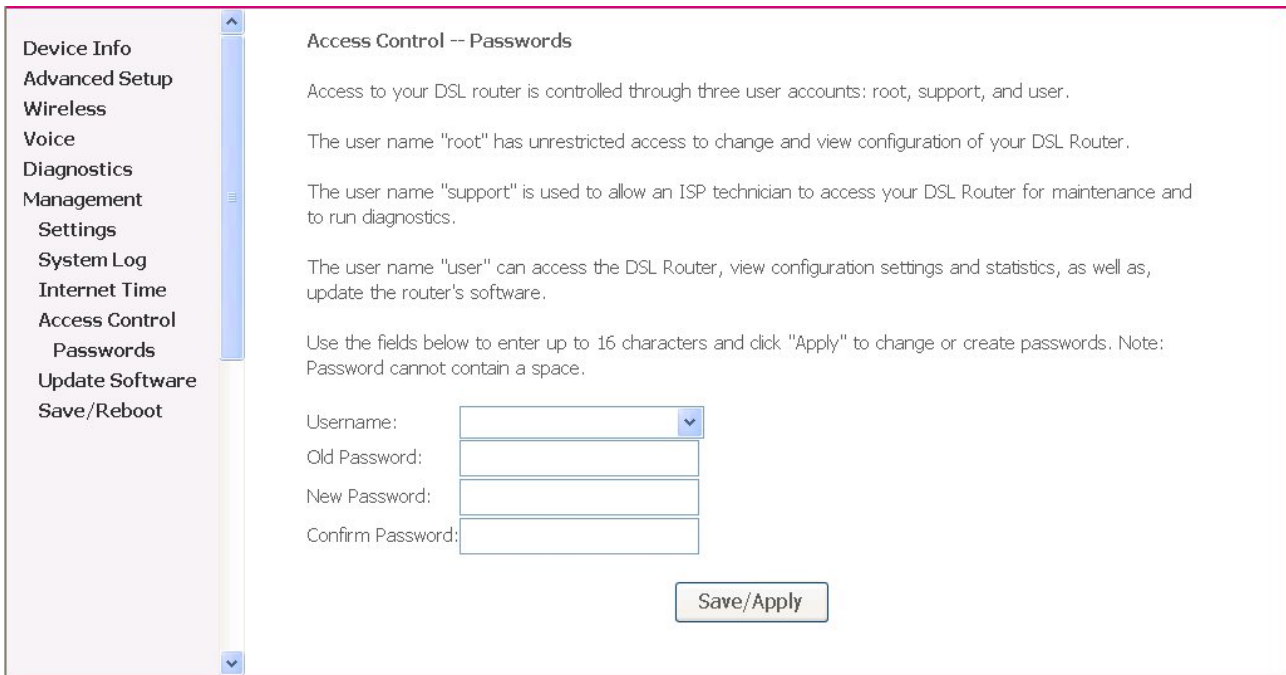 Device Info
Advanced Setup
Wireless
Voice
Diagnostics
Management
Settings
System Log
Internet Time
Access Control
Passwords
Update Software
Save/Reboot
Access Control -- Passwords
Access to your DSL router is controlled through three user accounts: root, support, and user.
The user name "root" has unrestricted access to change and view configuration of your DSL Router.
The user name "support" is used to allow an ISP technician to access your DSL Router for maintenance and
to run diagnostics.
The user name "user" can access the DSL Router, view configuration settings and statistics, as well as,
update the router's software.
Use the fields below to enter up to 16 characters and click "Apply" to change or create passwords. Note:
Password cannot contain a space.
Username:
Old Password:
New Password:
Confirm Password:
Save/Apply